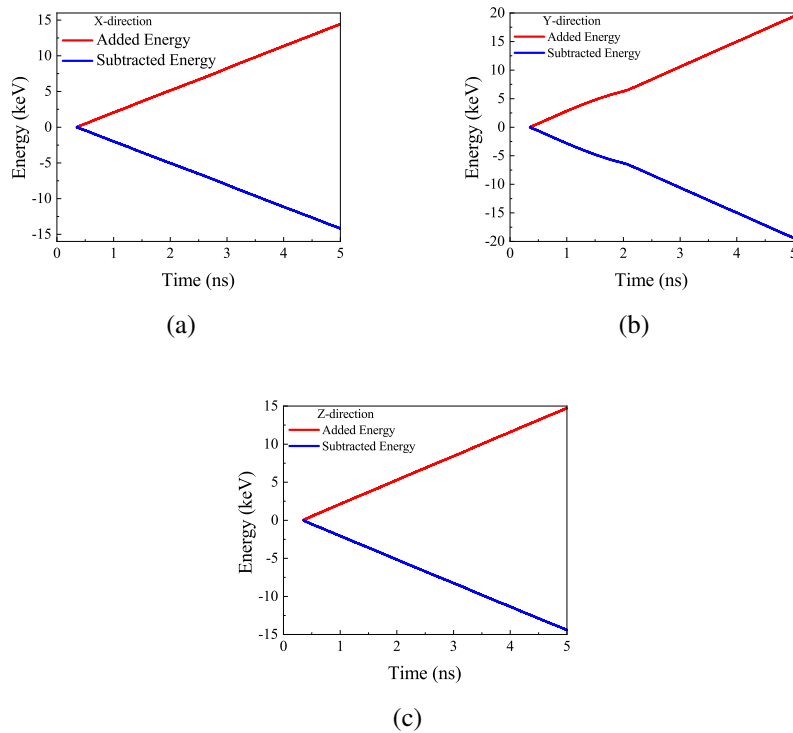 X-direction
Added Energy
Subtracted Energy
15
10
5
0
-5
-10
-15
Energy (keV)
0 1 2 3 4 5
Time (ns)
(a)
Y-direction
Added Energy
Subtracted Energy
20
15
10
5
0
-5
-10
-15
-20
Energy (keV)
0 1 2 3 4 5
Time (ns)
(b)
Z-direction
Added Energy
Subtracted Energy
15
10
5
0
-5
-10
-15
Energy (keV)
0 1 2 3 4 5
Time (ns)
(c)